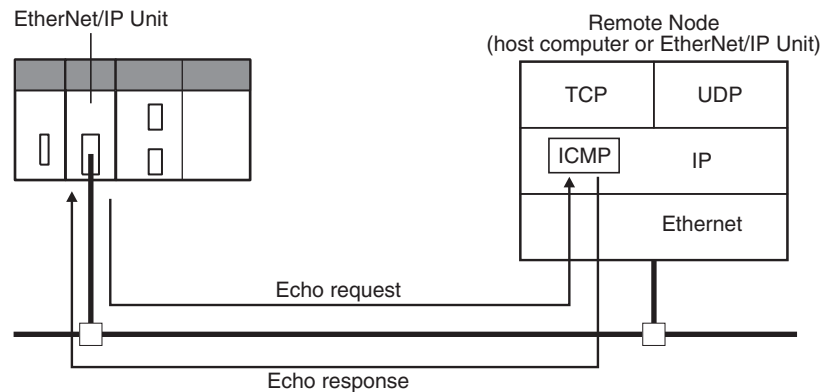 EtherNet/IP Unit
Remote Node
(host computer or EtherNet/IP Unit)
TCP
UDP
ICMP
IP
Ethernet
Echo request
Echo response